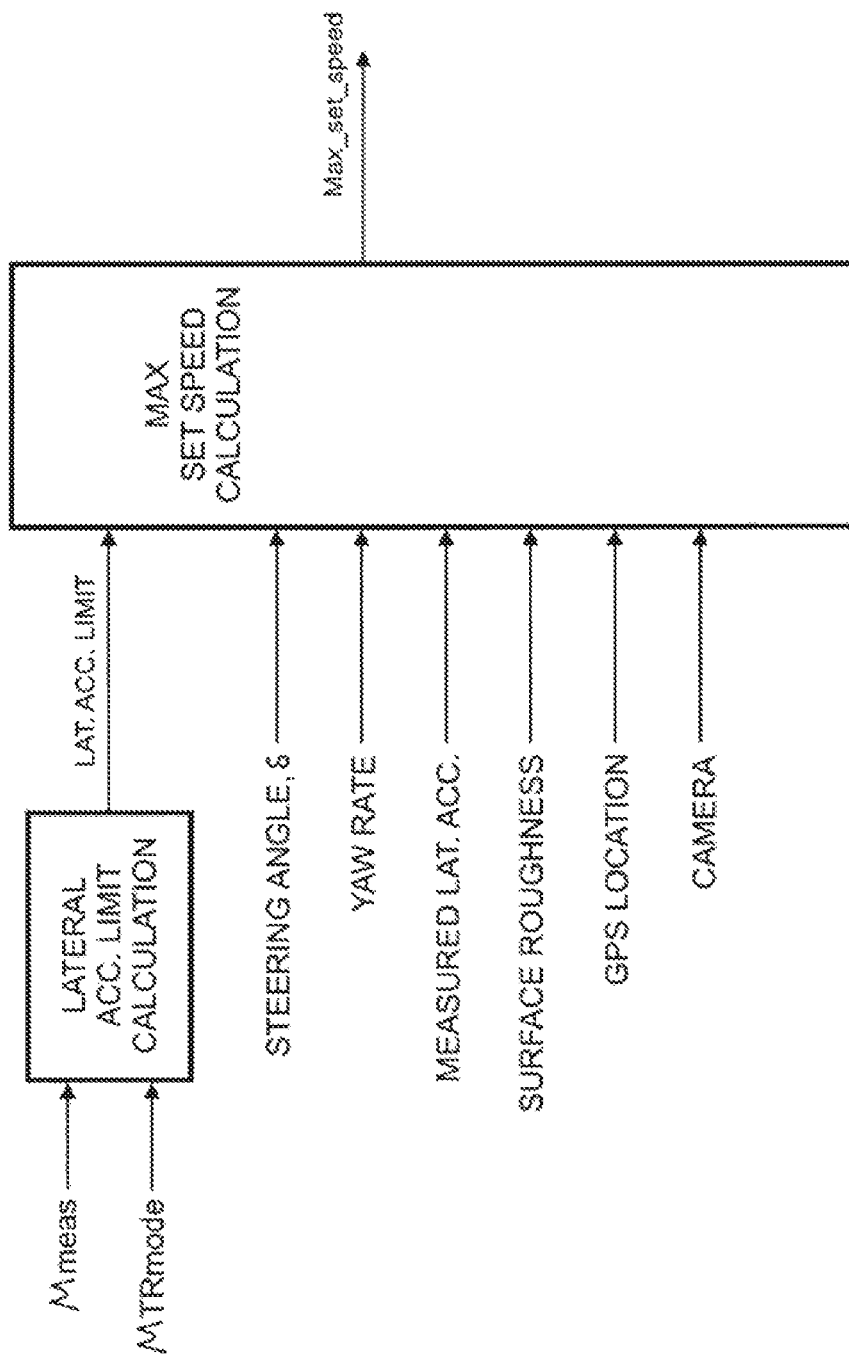 μmeas
μTRmode
LATERAL
ACC. LIMIT
CALCULATION
LAT. ACC. LIMIT
STEERING ANGLE, δ
YAW RATE
MEASURED LAT. ACC.
SURFACE ROUGHNESS
GPS LOCATION
CAMERA
MAX
SET SPEED
CALCULATION
Max_set_speed